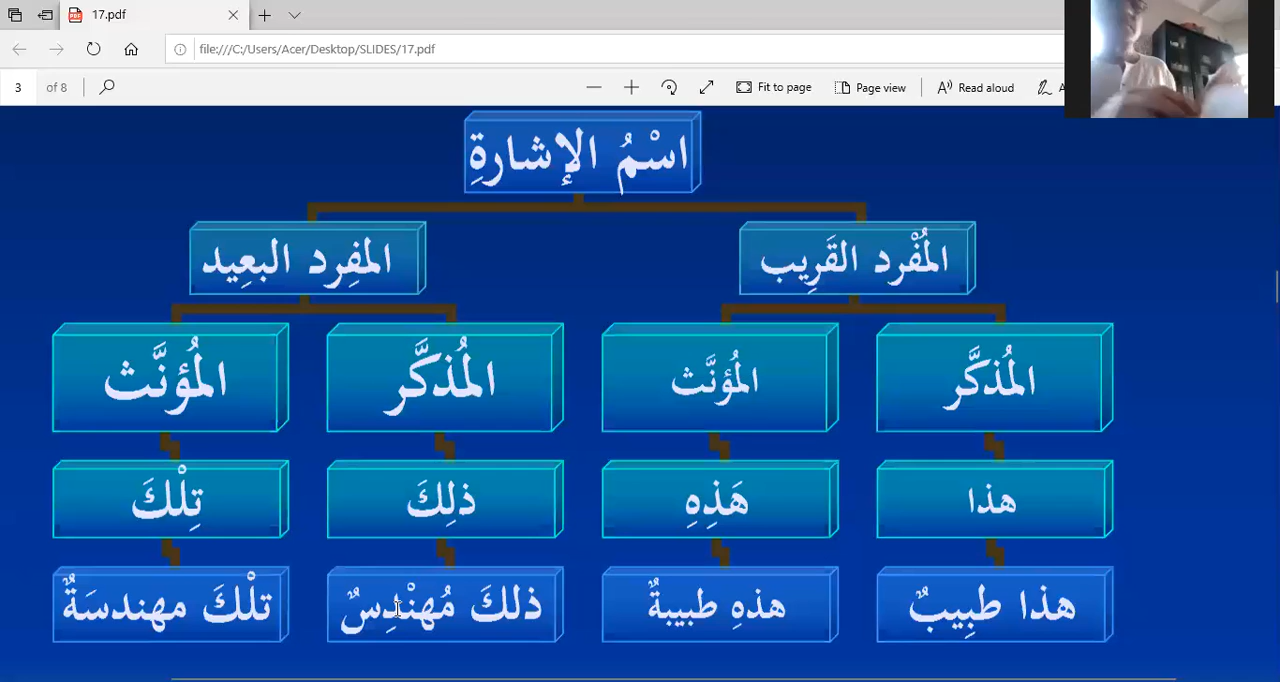 17.pdf
file:///C:/Users/Acer/Desktop/SLIDES/17.pdf
3 of 8 Fit to page Page view Read aloud
اسْمُ الإشارةِ
المُفْرد القَرِيب
المفِرد البعِيد
المُذكَّر
المُؤنَّث
المُذكَّر
المُؤنَّث
هذا
هَذِهِ
ذلِكَ
تِلْكَ
هذا طبِيبٌ
هذهِ طبيبةٌ
ذلكَ مُهنْدِسٌ
تلْكَ مهندسَةٌ